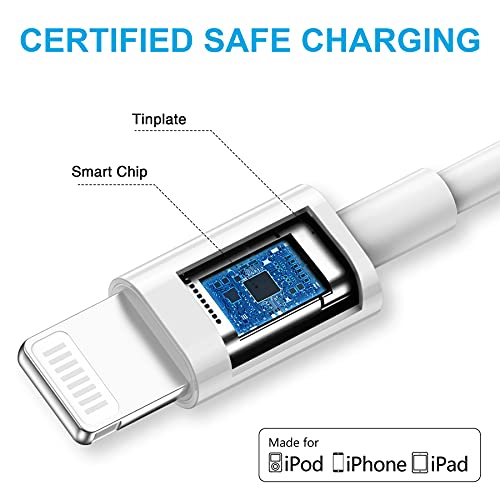 CERTIFIED SAFE CHARGING
Tinplate
Smart Chip
Made for
iPod iPhone iPad